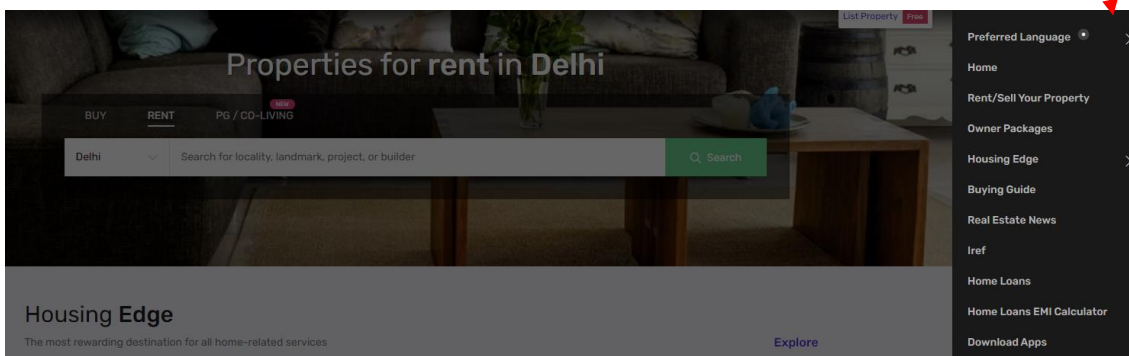 List Property Free
Properties for rent in Delhi
BUY RENT NEW PG / CO-LIVING
Delhi Search for locality, landmark, project, or builder Search
Housing Edge
The most rewarding destination for all home-related services
Explore
Preferred Language
Home
Rent/Sell Your Property
Owner Packages
Housing Edge
Buying Guide
Real Estate News
Iref
Home Loans
Home Loans EMI Calculator
Download Apps